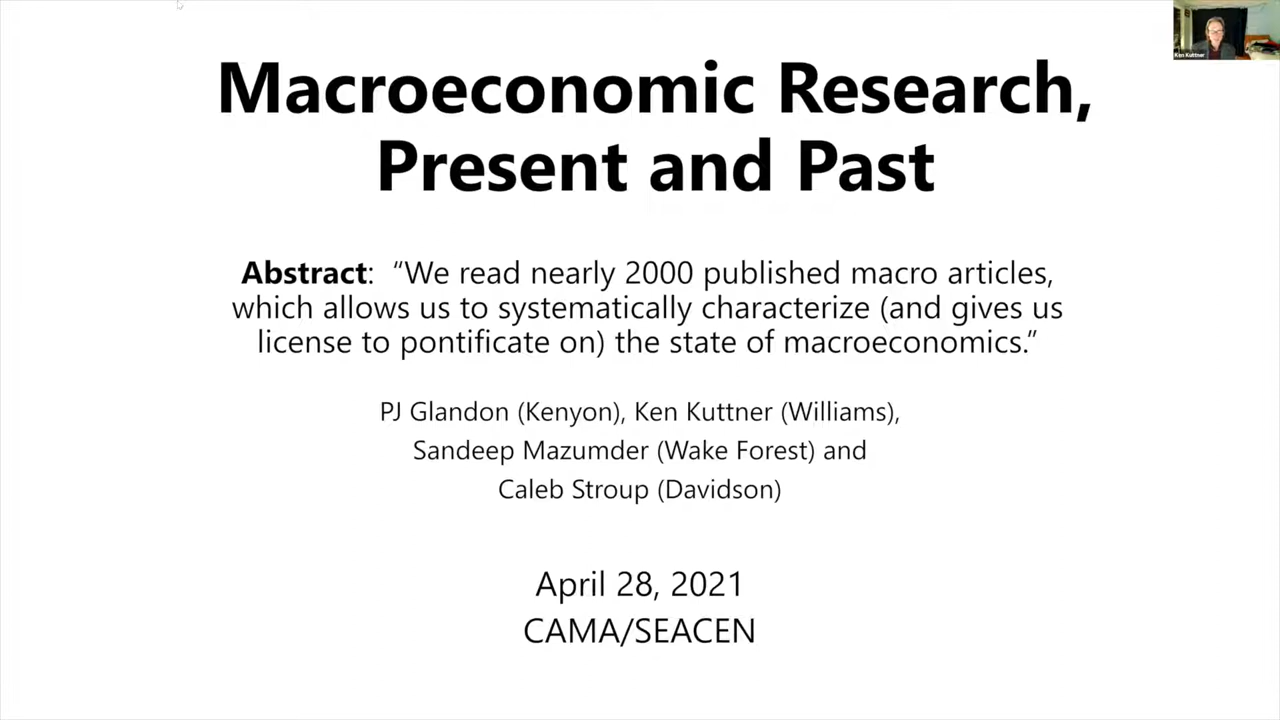 Ken Kuttner
Macroeconomic Research,
Present and Past
Abstract: “We read nearly 2000 published macro articles,
which allows us to systematically characterize (and gives us
license to pontificate on) the state of macroeconomics.”
PJ Glandon (Kenyon), Ken Kuttner (Williams),
Sandeep Mazumder (Wake Forest) and
Caleb Stroup (Davidson)
April 28, 2021
CAMA/SEACEN